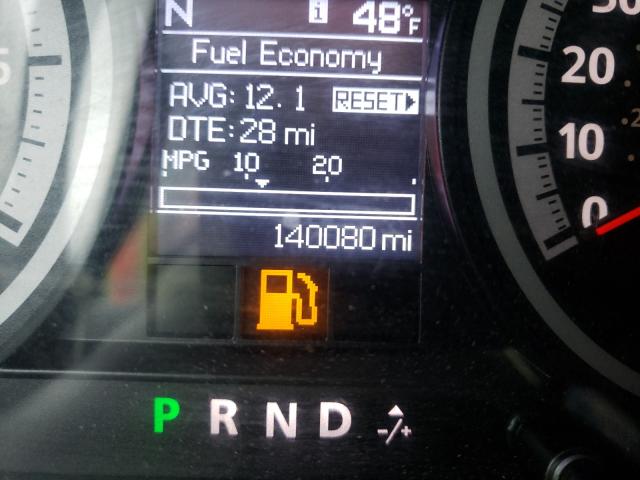 N i 48°F
Fuel Economy
AVG: 12.1 RESET
DTE: 28 mi
MPG 10 20
140080 mi
P R N D -/+
20
10
0